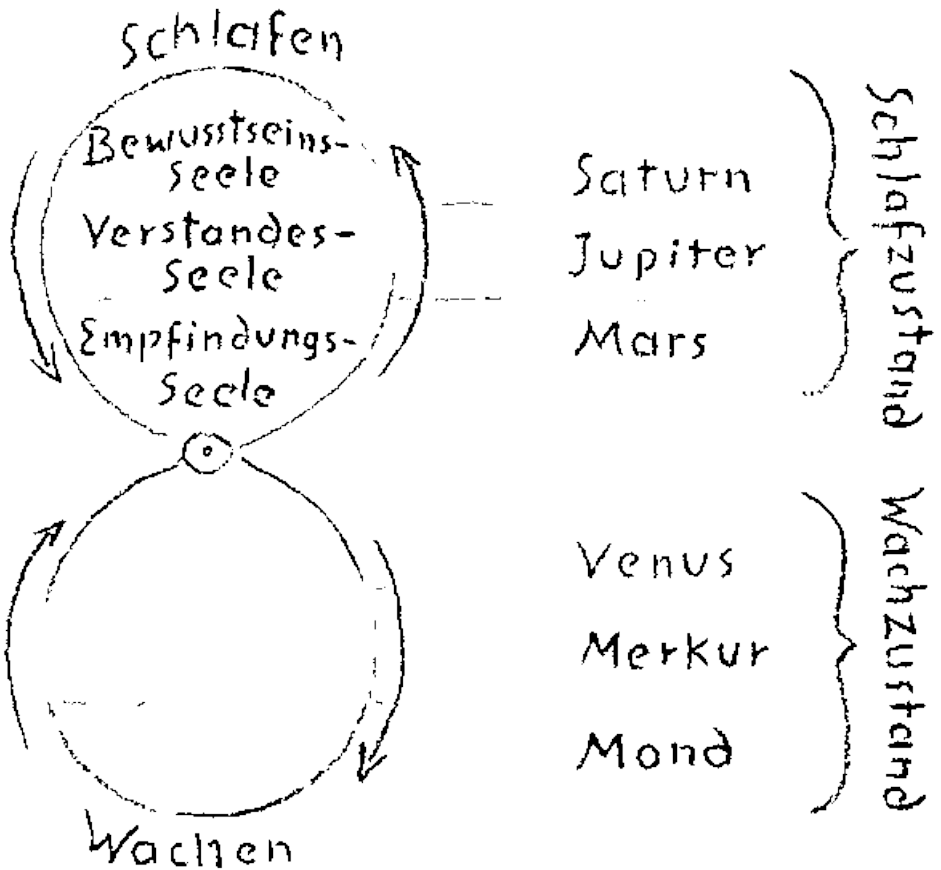 Schlafen
Bewusstseins-
seele
Verstandes-
seele
Empfindungs-
seele
Wachen
Saturn
Jupiter
Mars
Schlafzustand
Venus
Merkur
Mond
Wachzustand